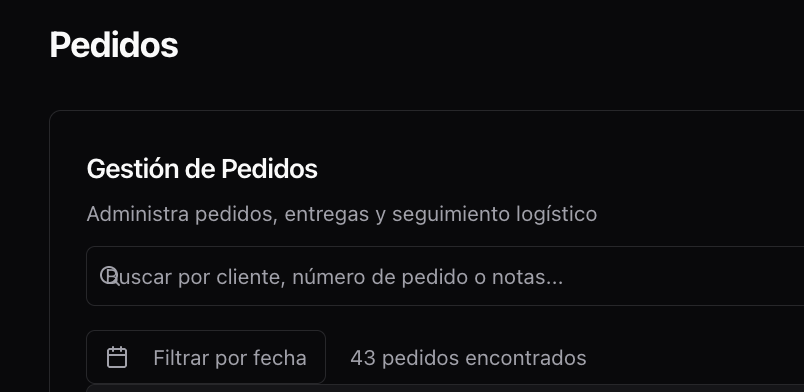 Pedidos
Gestión de Pedidos
Administra pedidos, entregas y seguimiento logístico
Buscar por cliente, número de pedido o notas...
Filtrar por fecha
43 pedidos encontrados